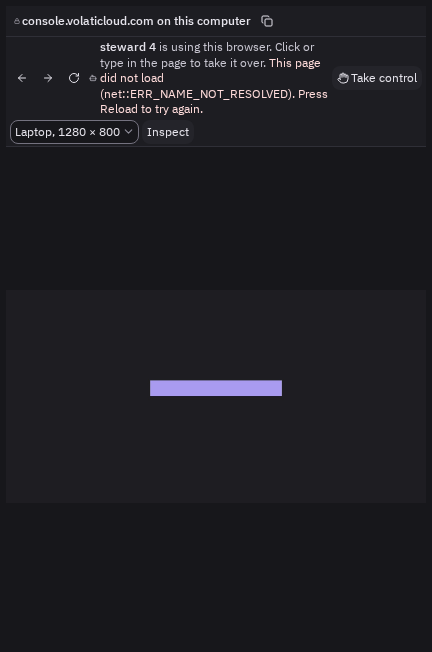 console.volaticloud.com on this computer
steward 4 is using this browser. Click or
type in the page to take it over. This page
did not load
(net::ERR_NAME_NOT_RESOLVED). Press
Reload to try again.
Take control
Laptop, 1280 × 800
Inspect